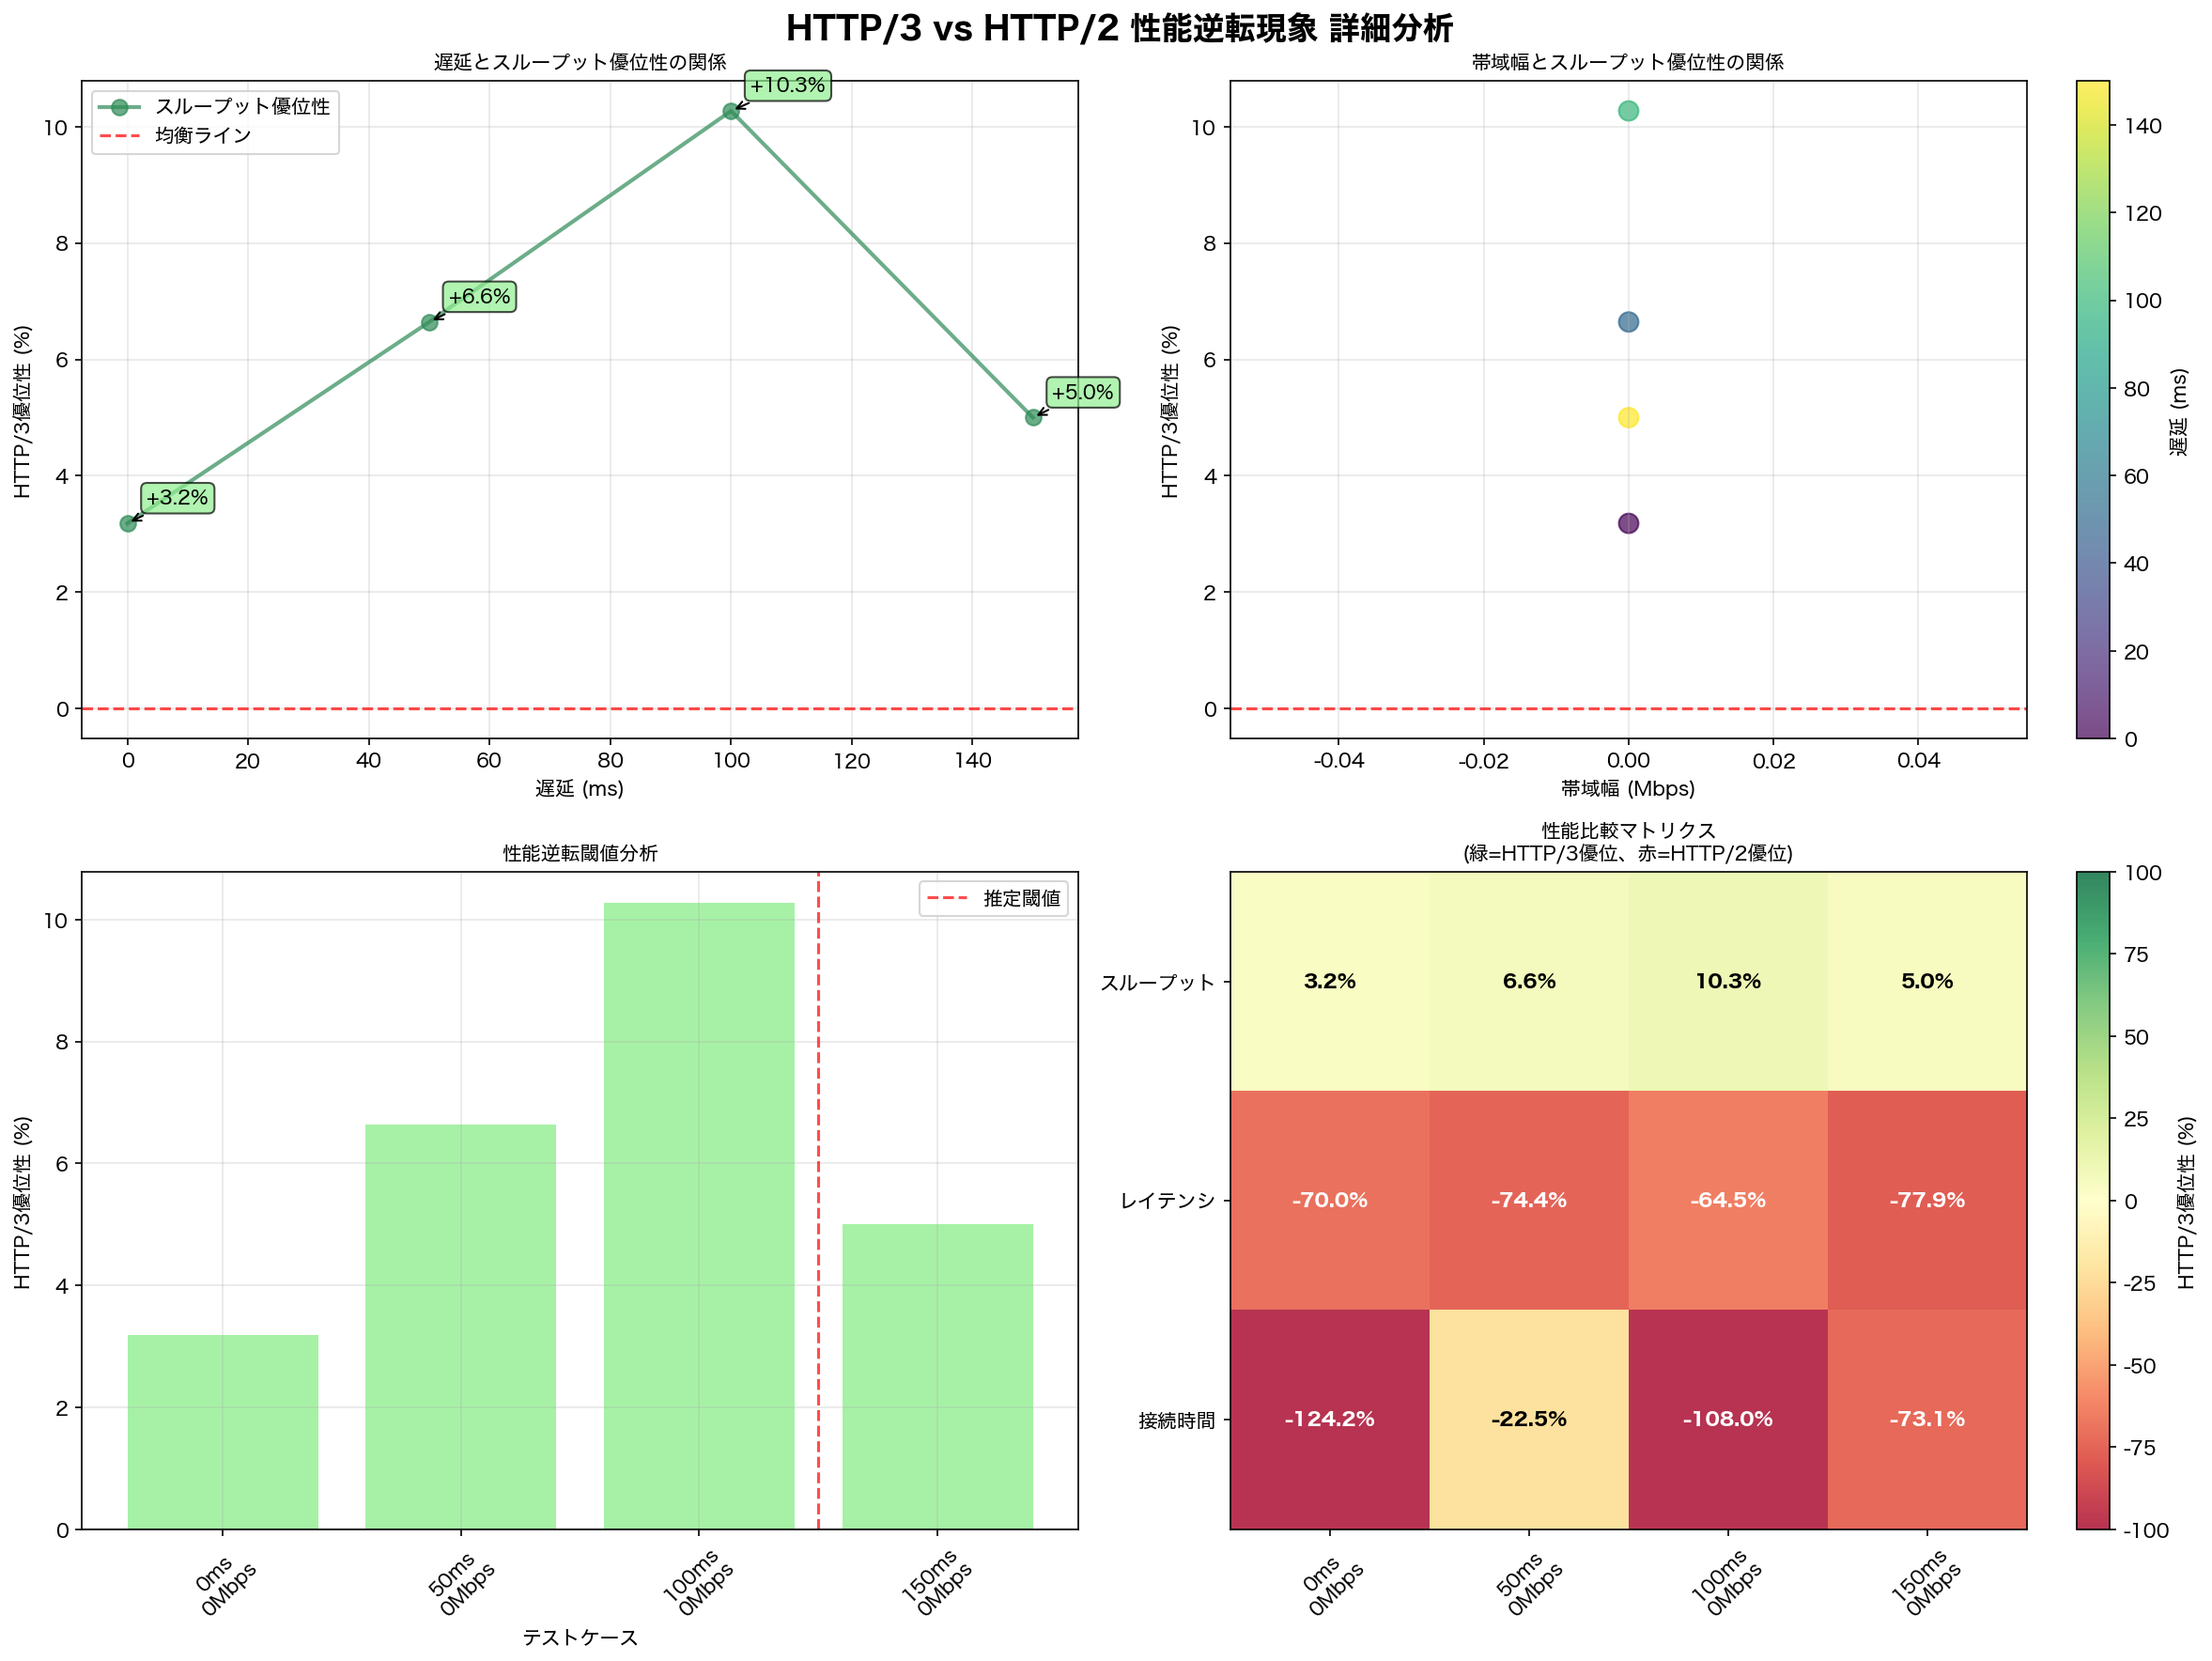 HTTP/3 vs HTTP/2 性能逆転現象 詳細分析
遅延とスループット優位性の関係
スループット優位性
均衡ライン
+3.2%
+6.6%
+10.3%
+5.0%
HTTP/3優位性 (%)
10
8
6
4
2
0
0 20 40 60 80 100 120 140
遅延 (ms)
帯域幅とスループット優位性の関係
HTTP/3優位性 (%)
10
8
6
4
2
0
-0.04 -0.02 0.00 0.02 0.04
帯域幅 (Mbps)
140
120
100
80
60
40
20
0
遅延 (ms)
性能逆転閾値分析
推定閾値
HTTP/3優位性 (%)
10
8
6
4
2
0
0ms
0Mbps
50ms
0Mbps
100ms
0Mbps
150ms
0Mbps
テストケース
性能比較マトリクス
(緑=HTTP/3優位、赤=HTTP/2優位)
スループット 3.2% 6.6% 10.3% 5.0%
レイテンシ -70.0% -74.4% -64.5% -77.9%
接続時間 -124.2% -22.5% -108.0% -73.1%
0ms
0Mbps
50ms
0Mbps
100ms
0Mbps
150ms
0Mbps
100
75
50
25
0
-25
-50
-75
-100
HTTP/3優位性 (%)